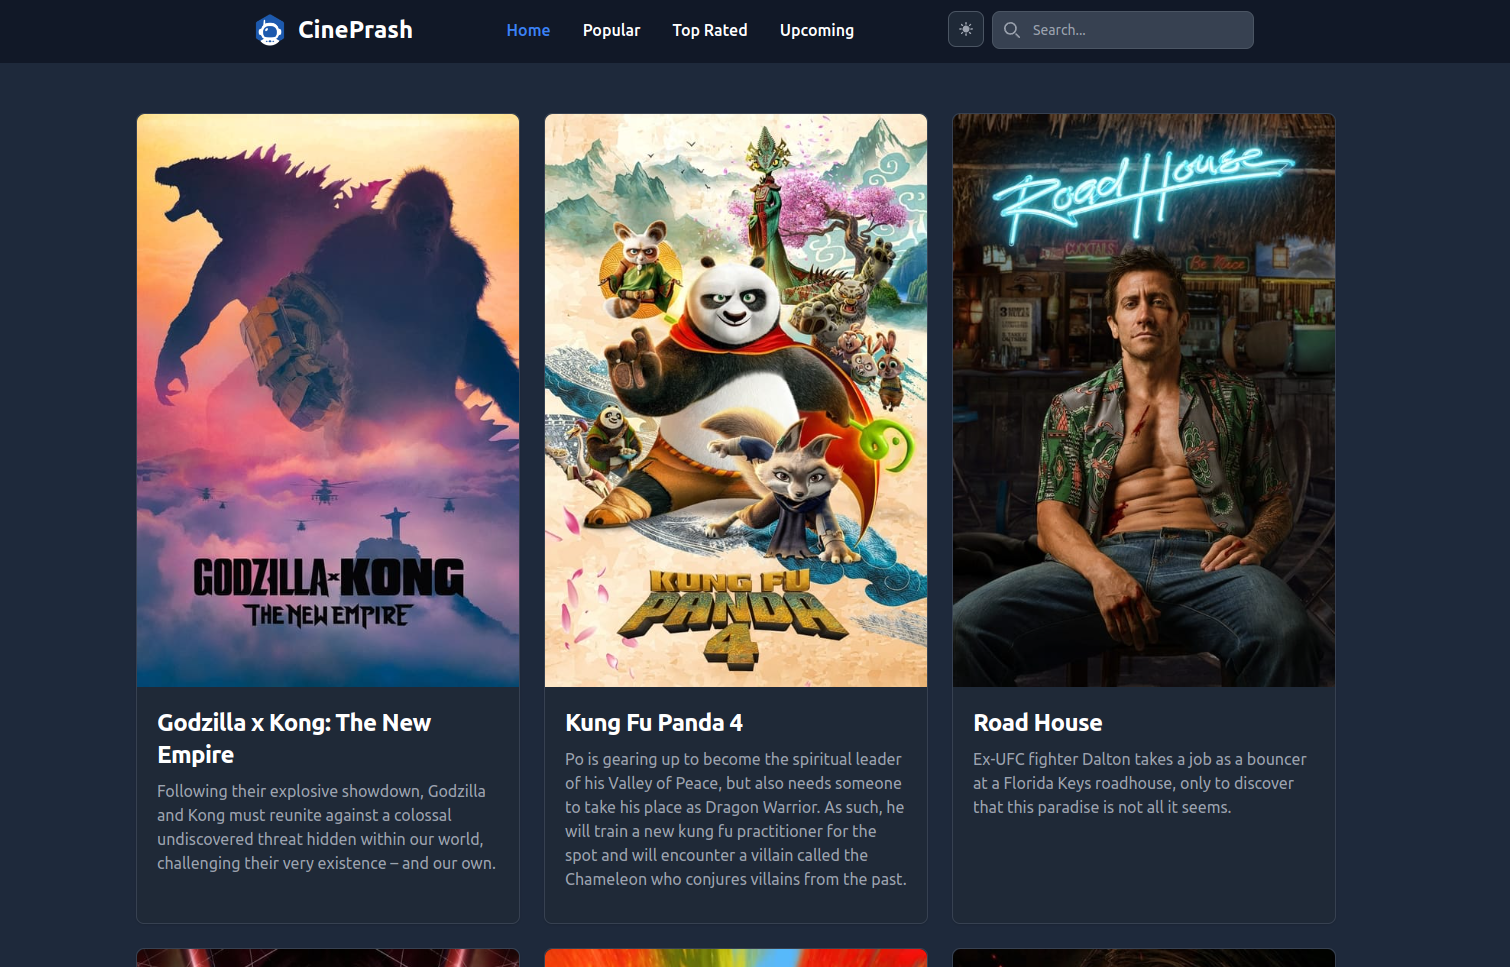 CinePrash
Home
Popular
Top Rated
Upcoming
Search...
GODZILLA x KONG
THE NEW EMPIRE
KUNG FU
PANDA
4
Road House
COCKTAILS
Be Nice
Godzilla x Kong: The New
Empire
Following their explosive showdown, Godzilla
and Kong must reunite against a colossal
undiscovered threat hidden within our world,
challenging their very existence – and our own.
Kung Fu Panda 4
Po is gearing up to become the spiritual leader
of his Valley of Peace, but also needs someone
to take his place as Dragon Warrior. As such, he
will train a new kung fu practitioner for the
spot and will encounter a villain called the
Chameleon who conjures villains from the past.
Road House
Ex-UFC fighter Dalton takes a job as a bouncer
at a Florida Keys roadhouse, only to discover
that this paradise is not all it seems.